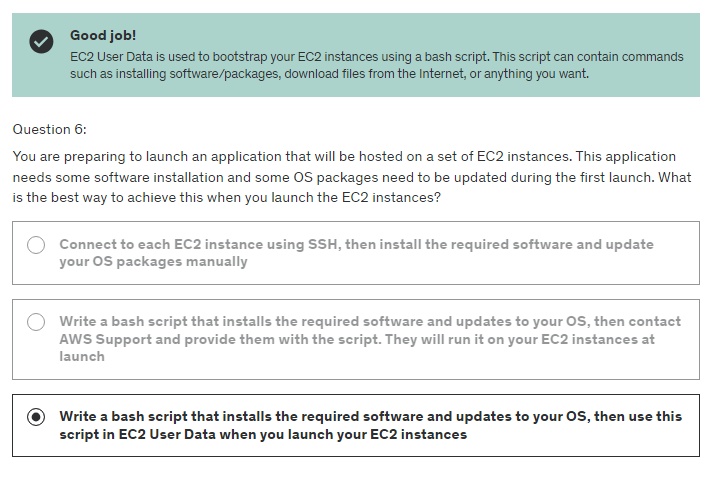 Good job!
EC2 User Data is used to bootstrap your EC2 instances using a bash script. This script can contain commands
such as installing software/packages, download files from the Internet, or anything you want.
Question 6:
You are preparing to launch an application that will be hosted on a set of EC2 instances. This application
needs some software installation and some OS packages need to be updated during the first launch. What
is the best way to achieve this when you launch the EC2 instances?
Connect to each EC2 instance using SSH, then install the required software and update
your OS packages manually
Write a bash script that installs the required software and updates to your OS, then contact
AWS Support and provide them with the script. They will run it on your EC2 instances at
launch
Write a bash script that installs the required software and updates to your OS, then use this
script in EC2 User Data when you launch your EC2 instances